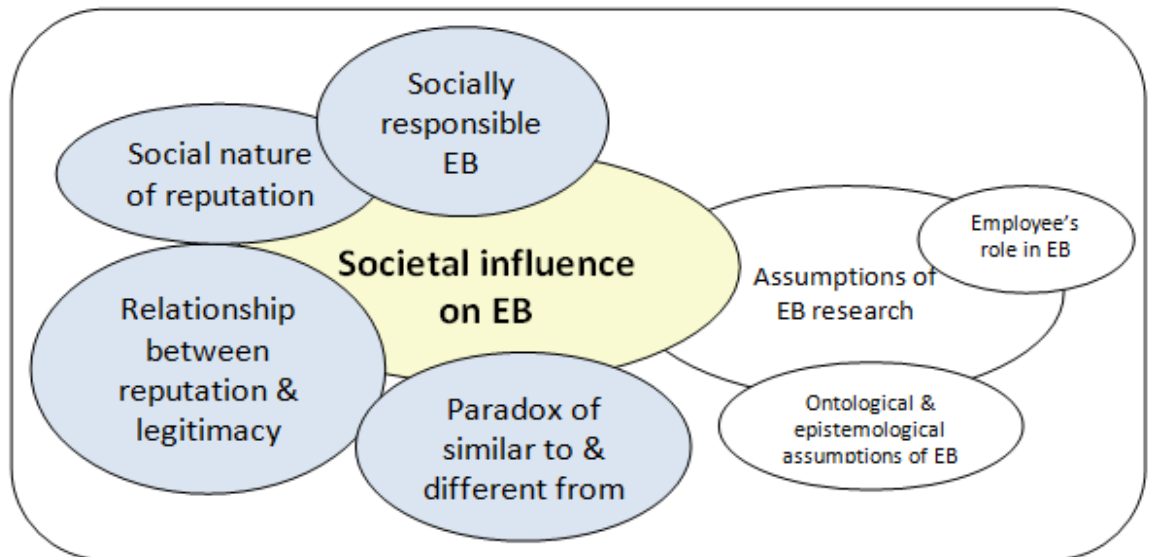 Socially
responsible
EB
Social nature
of reputation
Societal influence
on EB
Relationship
between
reputation &
legitimacy
Paradox of
similar to &
different from
Assumptions of
EB research
Employee's
role in EB
Ontological &
epistemological
assumptions of EB